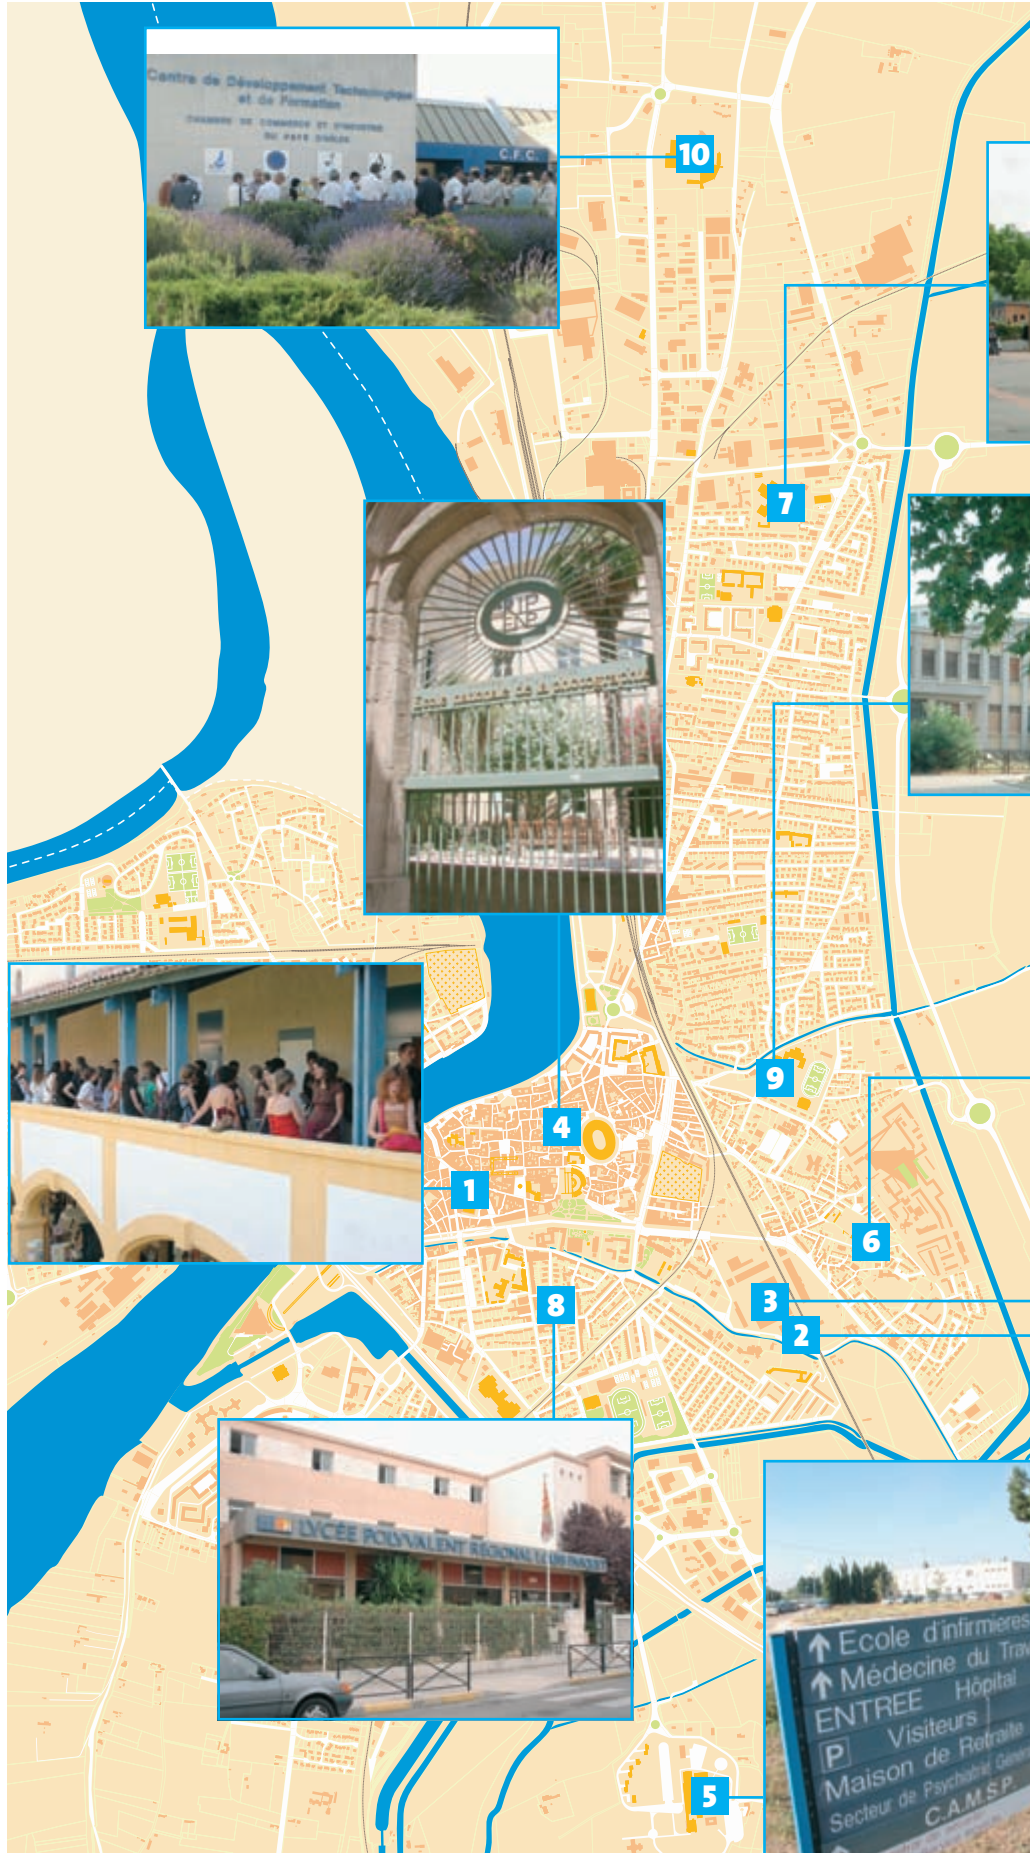 Centre de Développement Technologique
et de Formation
CHAMBRE DE COMMERCE ET D'INDUSTRIE
DU PAYS D'ARLES
C.F.C.
10
7
4
1
9
6
3
2
8
LYCÉE POLYVALENT RÉGIONAL
Ecole d'infirmieres
Médecine du
ENTREE Hôpital
P Visiteurs
Maison de Retraite
Secteur de Psychiatrie
C.A.M.S.P.
5